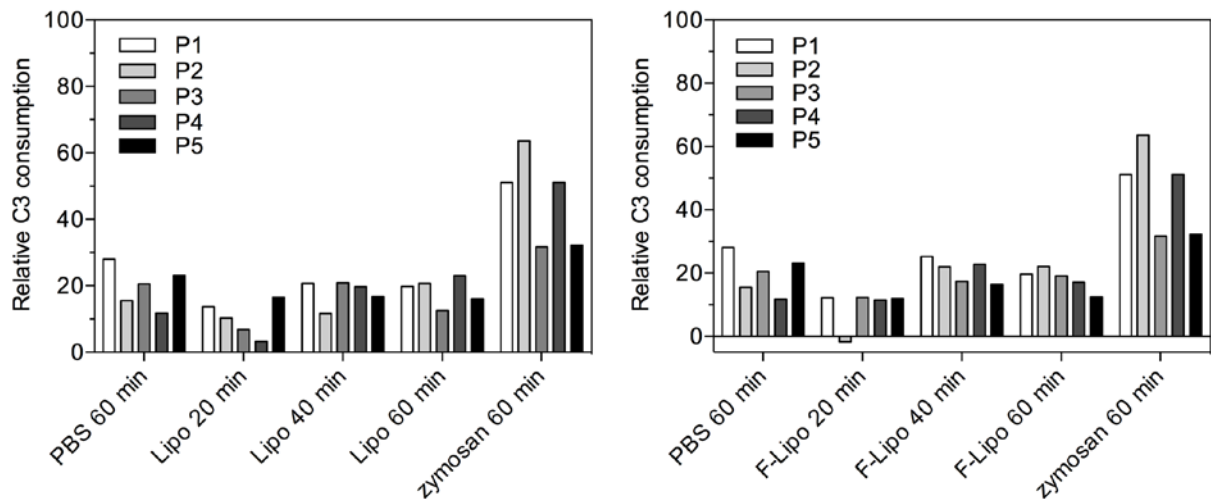 Relative C3 consumption
100
80
60
40
20
0
P1
P2
P3
P4
P5
PBS 60 min
Lipo 20 min
Lipo 40 min
Lipo 60 min
zymosan 60 min
Relative C3 consumption
100
80
60
40
20
0
P1
P2
P3
P4
P5
PBS 60 min
F-Lipo 20 min
F-Lipo 40 min
F-Lipo 60 min
zymosan 60 min